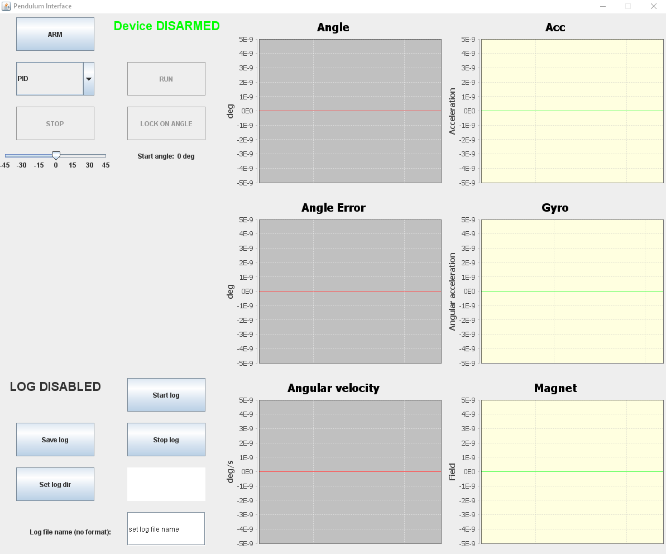 Pendulum Interface
ARM
Device DISARMED
PID
RUN
STOP
LOCK ON ANGLE
-45 -30 -15 0 15 30 45
Start angle: 0 deg
LOG DISABLED
Start log
Save log
Stop log
Set log dir
Log file name (no format):
set log file name
Angle
deg
5E-9
4E-9
3E-9
2E-9
1E-9
0E0
-1E-9
-2E-9
-3E-9
-4E-9
-5E-9
Acc
Acceleration
5E-9
4E-9
3E-9
2E-9
1E-9
0E0
-1E-9
-2E-9
-3E-9
-4E-9
-5E-9
Angle Error
deg
5E-9
4E-9
3E-9
2E-9
1E-9
0E0
-1E-9
-2E-9
-3E-9
-4E-9
-5E-9
Gyro
Angular acceleration
5E-9
4E-9
3E-9
2E-9
1E-9
0E0
-1E-9
-2E-9
-3E-9
-4E-9
-5E-9
Angular velocity
deg/s
5E-9
4E-9
3E-9
2E-9
1E-9
0E0
-1E-9
-2E-9
-3E-9
-4E-9
-5E-9
Magnet
Field
5E-9
4E-9
3E-9
2E-9
1E-9
0E0
-1E-9
-2E-9
-3E-9
-4E-9
-5E-9